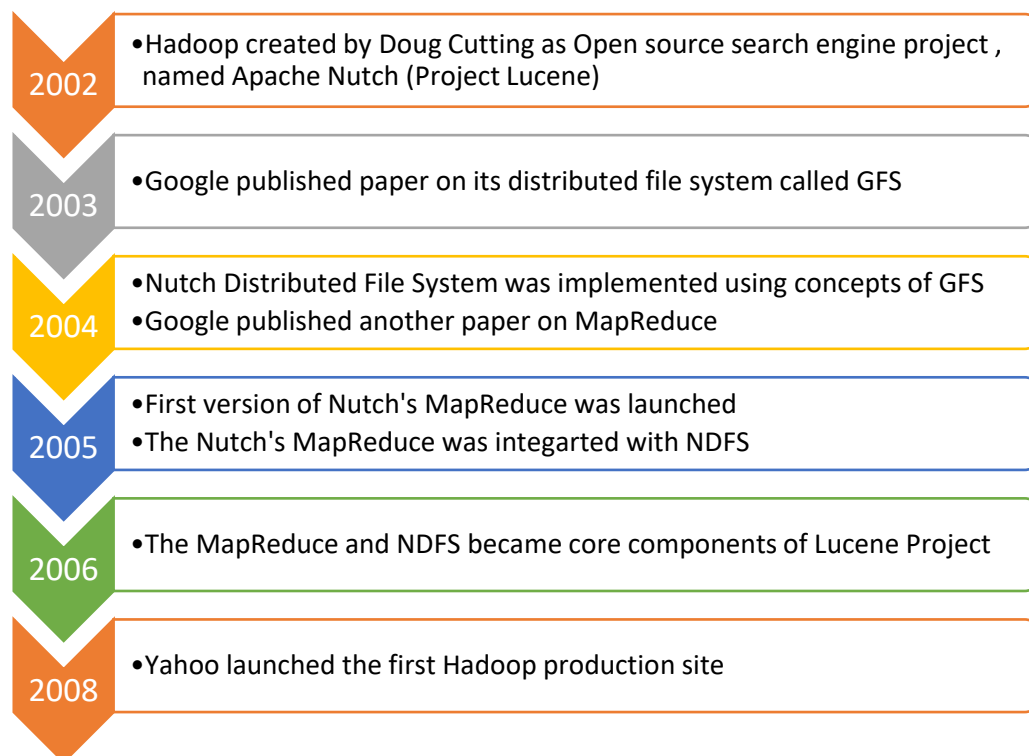 2002
•Hadoop created by Doug Cutting as Open source search engine project ,
named Apache Nutch (Project Lucene)
2003
•Google published paper on its distributed file system called GFS
2004
•Nutch Distributed File System was implemented using concepts of GFS
•Google published another paper on MapReduce
2005
•First version of Nutch's MapReduce was launched
•The Nutch's MapReduce was integarted with NDFS
2006
•The MapReduce and NDFS became core components of Lucene Project
2008
•Yahoo launched the first Hadoop production site